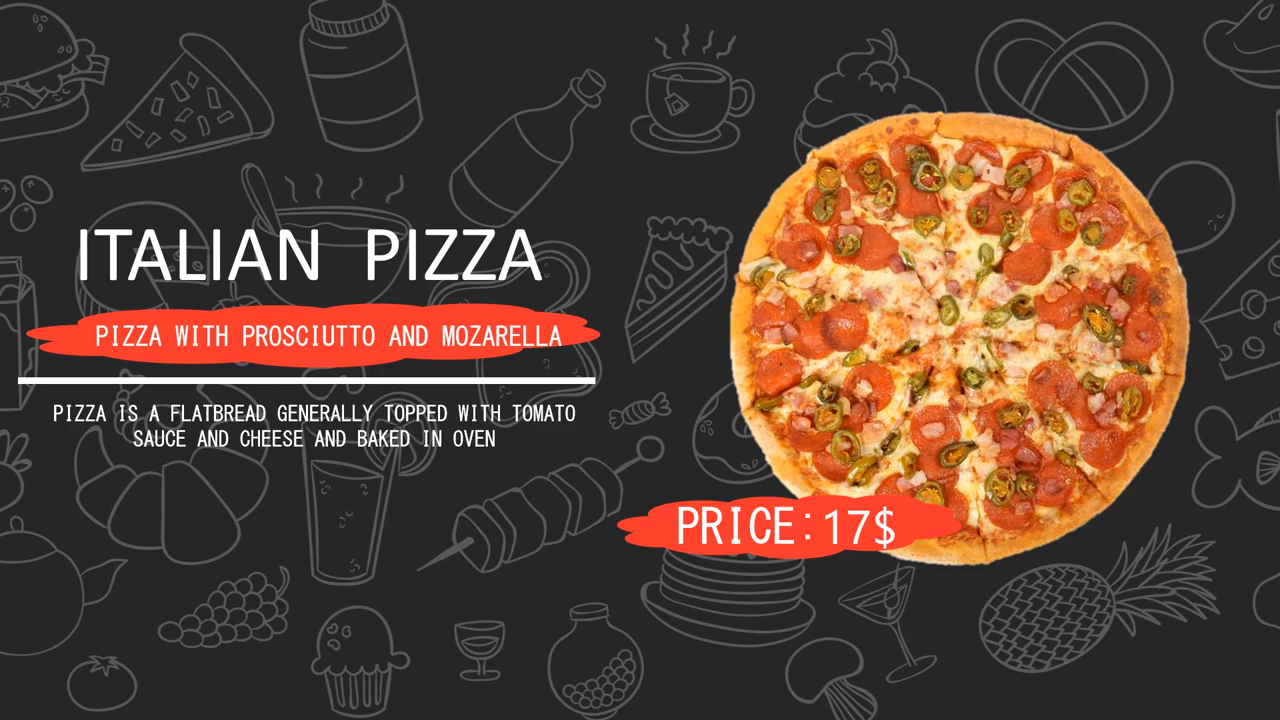 ITALIAN PIZZA
PIZZA WITH PROSCIUTTO AND MOZARELLA
PIZZA IS A FLATBREAD GENERALLY TOPPED WITH TOMATO
SAUCE AND CHEESE AND BAKED IN OVEN
PRICE:17$